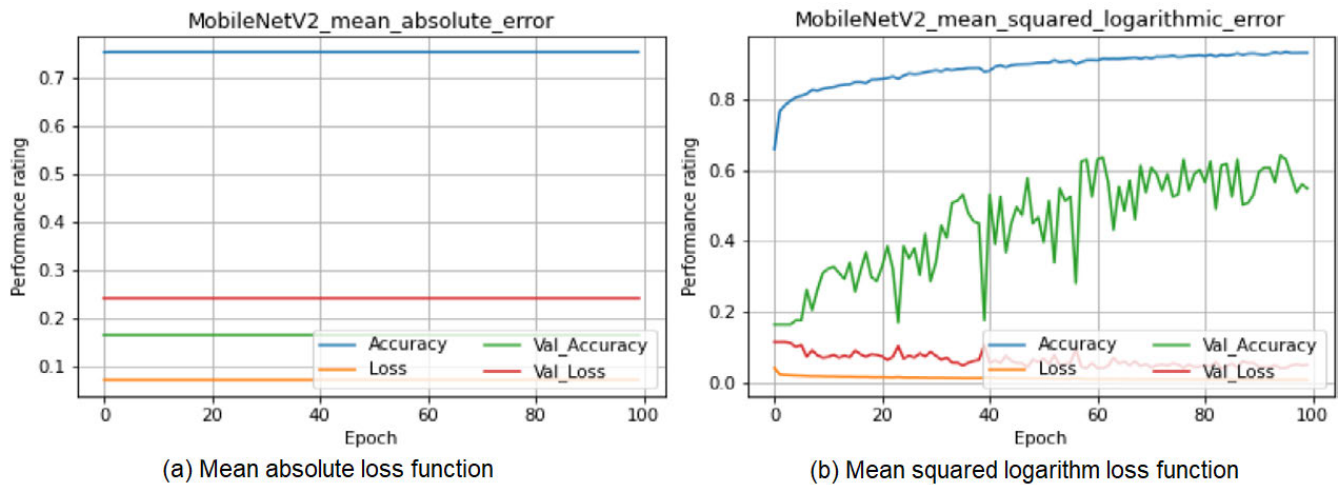 MobileNetV2_mean_absolute_error
Performance rating
0.7
0.6
0.5
0.4
0.3
0.2
0.1
Accuracy
Loss
Val_Accuracy
Val_Loss
0 20 40 60 80 100
Epoch
(a) Mean absolute loss function
MobileNetV2_mean_squared_logarithmic_error
Performance rating
0.8
0.6
0.4
0.2
0.0
Accuracy
Loss
Val_Accuracy
Val_Loss
0 20 40 60 80 100
Epoch
(b) Mean squared logarithm loss function